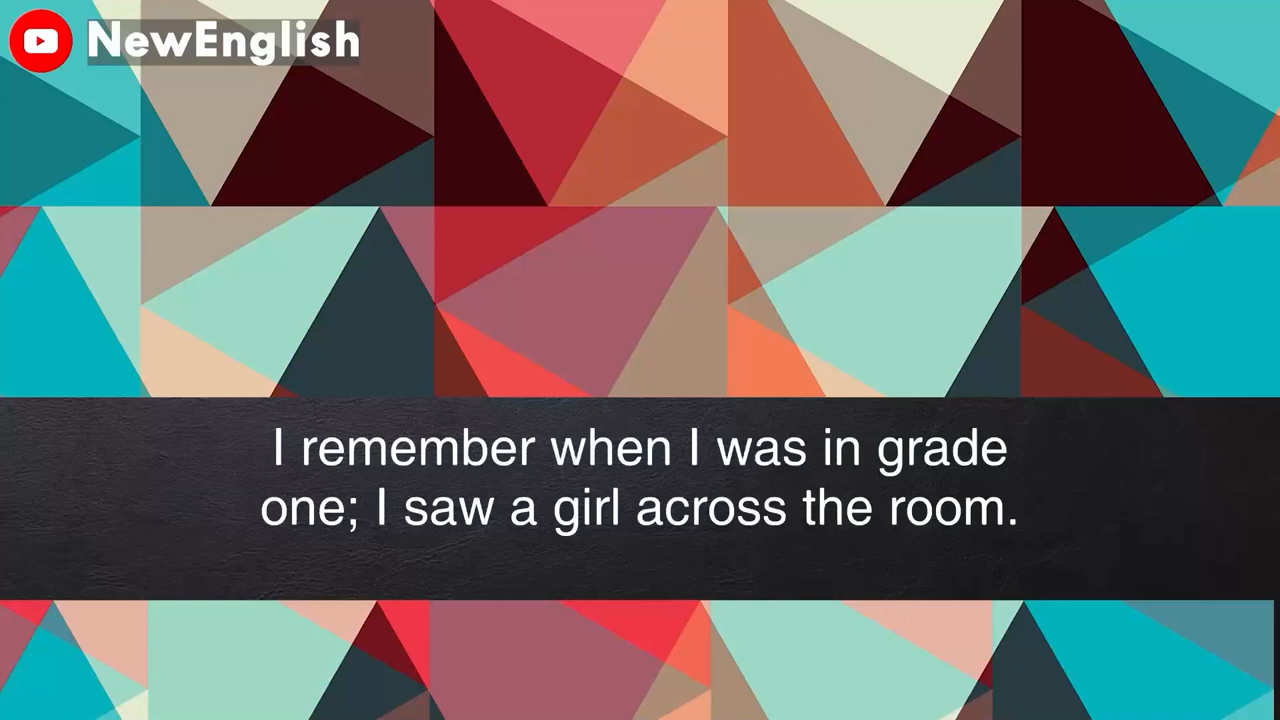 NewEnglish
I remember when I was in grade
one; I saw a girl across the room.